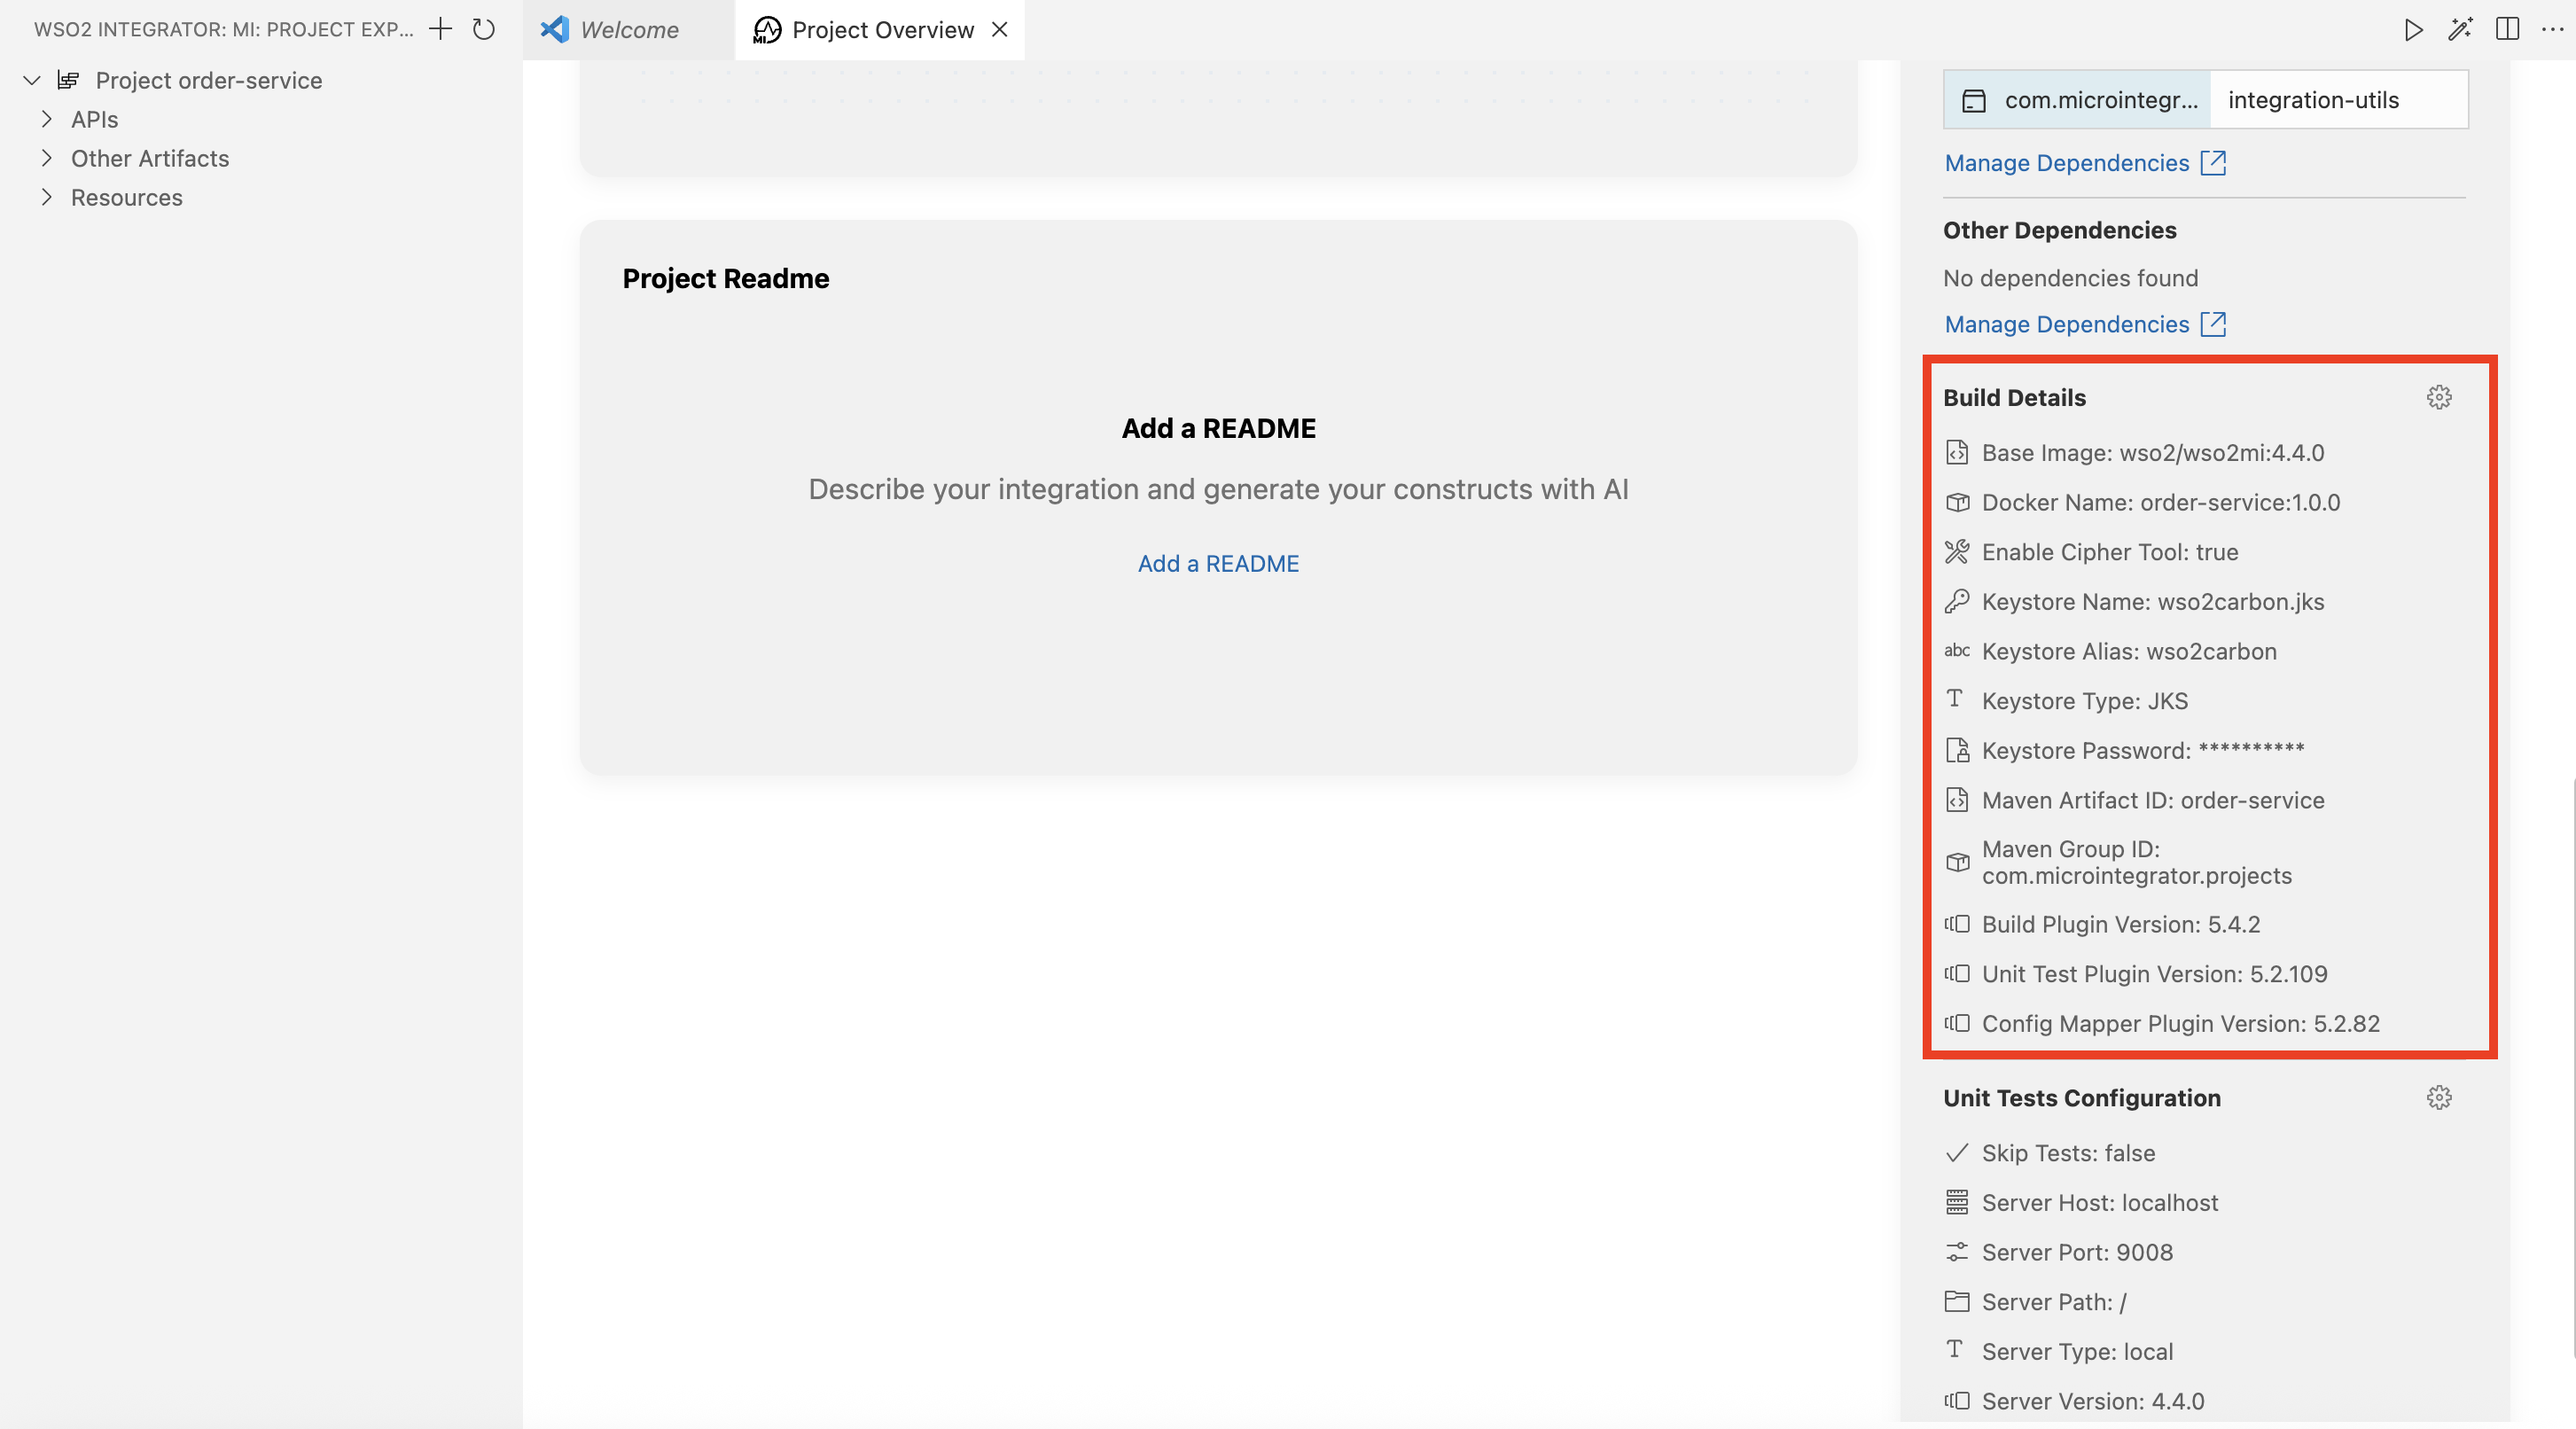 WSO2 INTEGRATOR: MI: PROJECT EXP...
Project order-service
APIs
Other Artifacts
Resources
Welcome
MI Project Overview
Project Readme
Add a README
Describe your integration and generate your constructs with AI
Add a README
com.microintegr... integration-utils
Manage Dependencies
Other Dependencies
No dependencies found
Manage Dependencies
Build Details
Base Image: wso2/wso2mi:4.4.0
Docker Name: order-service:1.0.0
Enable Cipher Tool: true
Keystore Name: wso2carbon.jks
abc Keystore Alias: wso2carbon
T Keystore Type: JKS
Keystore Password: **********
Maven Artifact ID: order-service
Maven Group ID:
com.microintegrator.projects
Build Plugin Version: 5.4.2
Unit Test Plugin Version: 5.2.109
Config Mapper Plugin Version: 5.2.82
Unit Tests Configuration
Skip Tests: false
Server Host: localhost
Server Port: 9008
Server Path: /
T Server Type: local
Server Version: 4.4.0